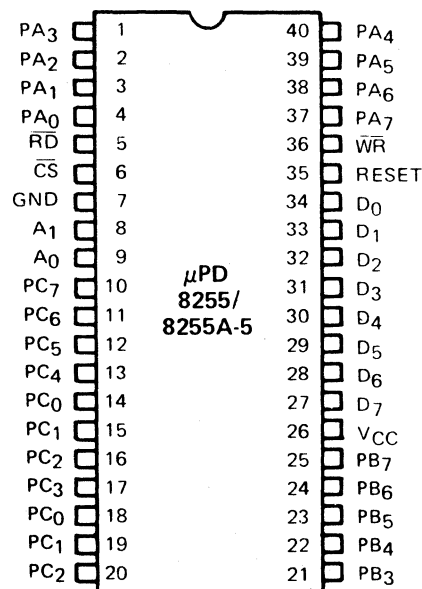 PA3 1 40 PA4
PA2 2 39 PA5
PA1 3 38 PA6
PA0 4 37 PA7
R̅D̅ 5 36 W̅R̅
C̅S̅ 6 35 RESET
GND 7 34 D0
A1 8 33 D1
A0 9 32 D2
PC7 10 31 D3
PC6 11 30 D4
PC5 12 29 D5
PC4 13 28 D6
PC0 14 27 D7
PC1 15 26 VCC
PC2 16 25 PB7
PC3 17 24 PB6
PC0 18 23 PB5
PC1 19 22 PB4
PC2 20 21 PB3
μPD
8255/
8255A-5